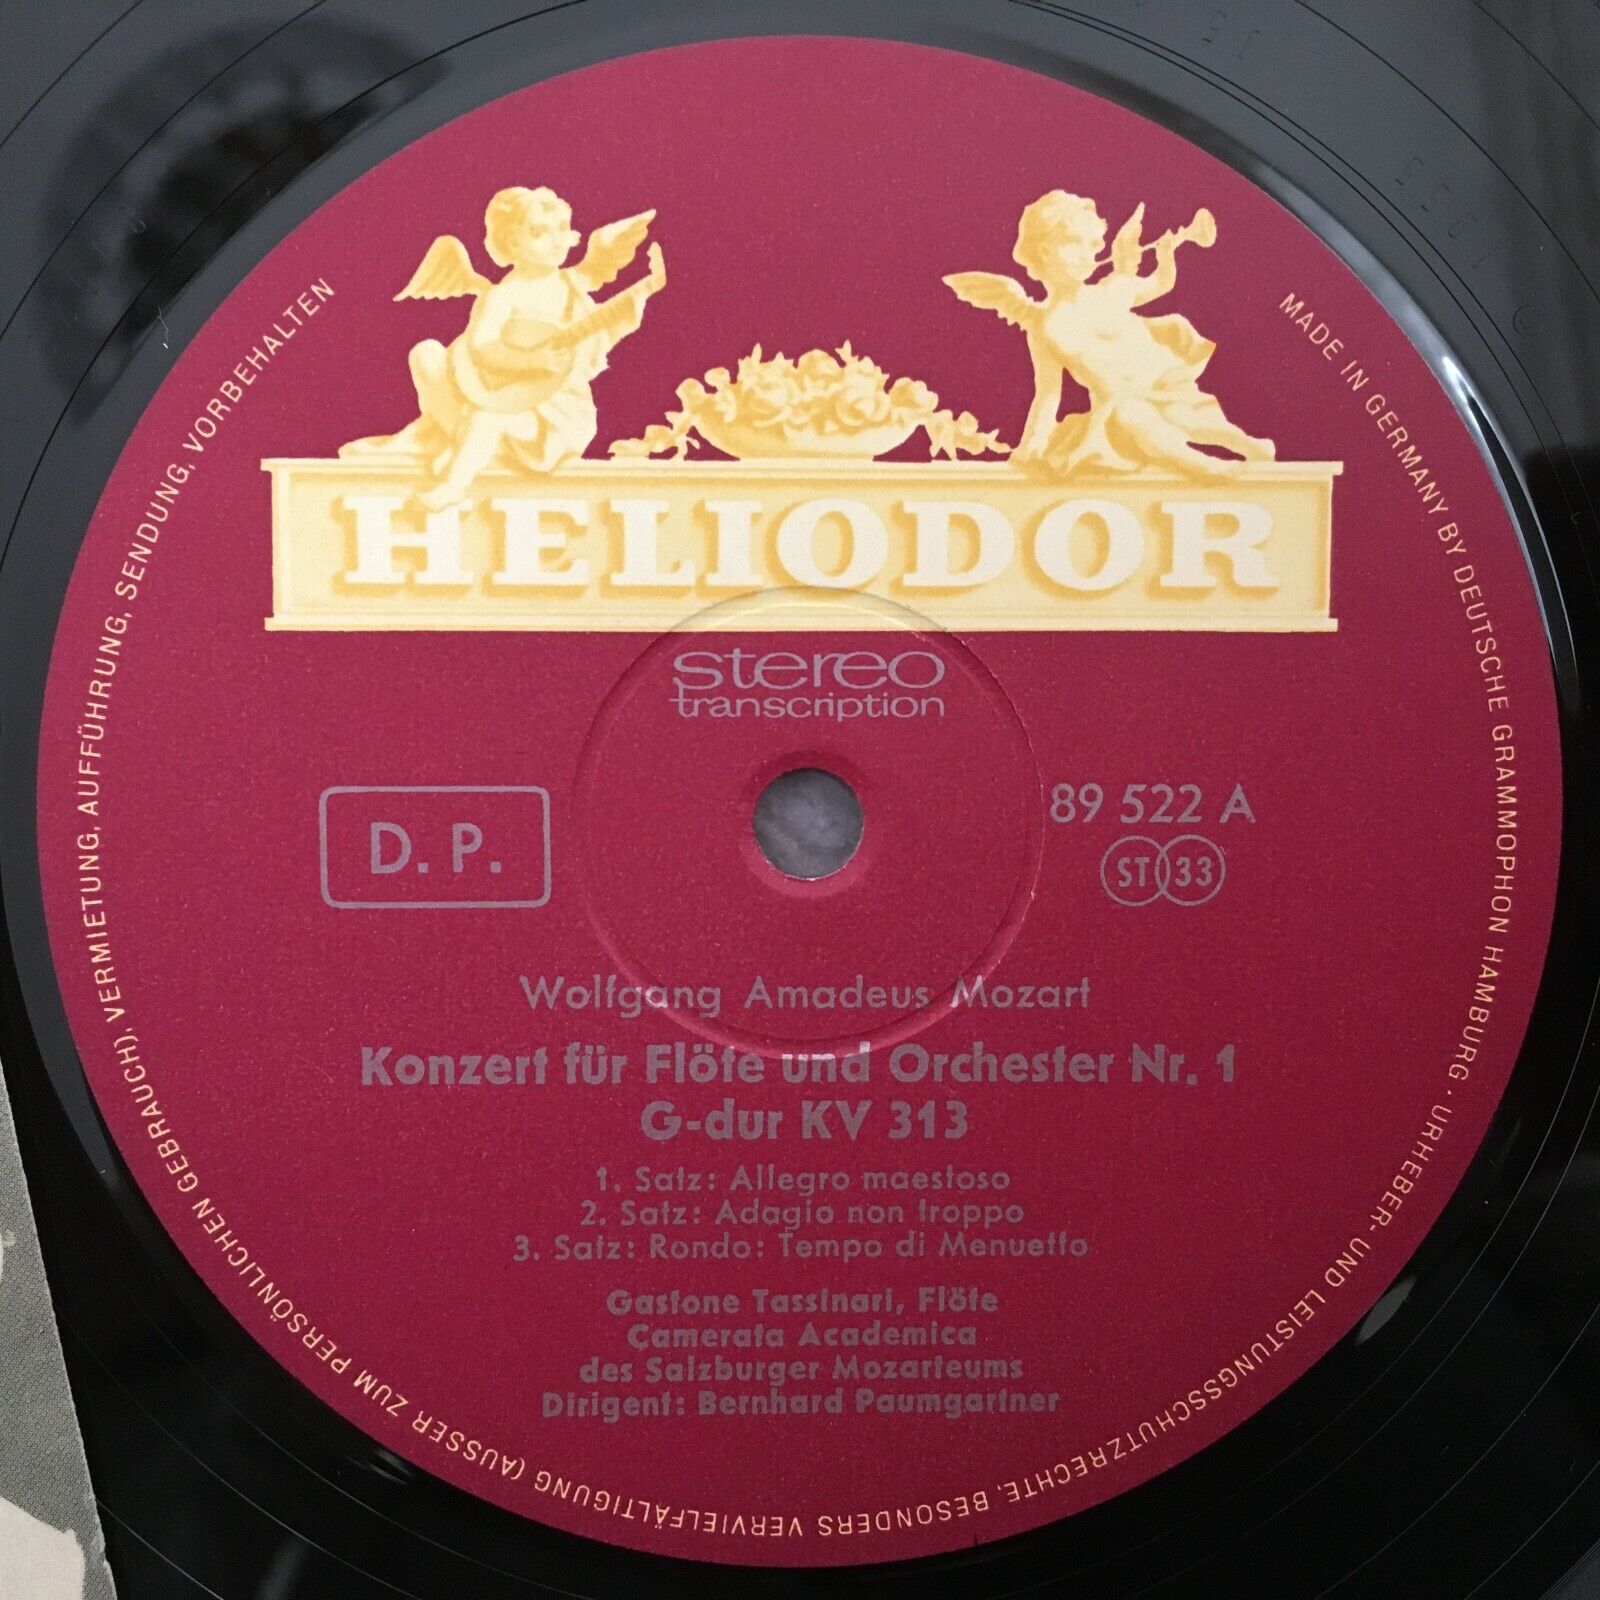 HELIODOR
stereo
transcription
D. P.
89 522 A
ST 33
Wolfgang Amadeus Mozart
Konzert für Flöte und Orchester Nr. 1
G-dur KV 313
1. Satz: Allegro maestoso
2. Satz: Adagio non troppo
3. Satz: Rondo: Tempo di Menuetto
Gastone Tassinari, Flöte
Camerata Academica
des Salzburger Mozarteums
Dirigent: Bernhard Paumgartner
MADE IN GERMANY BY DEUTSCHE GRAMMOPHON HAMBURG · URHEBER- UND LEISTUNGSSCHUTZRECHTE, BESONDERS VERVIELFÄLTIGUNG (AUSSER ZUM PERSÖNLICHEN GEBRAUCH), VERMIETUNG, AUFFÜHRUNG, SENDUNG, VORBEHALTEN